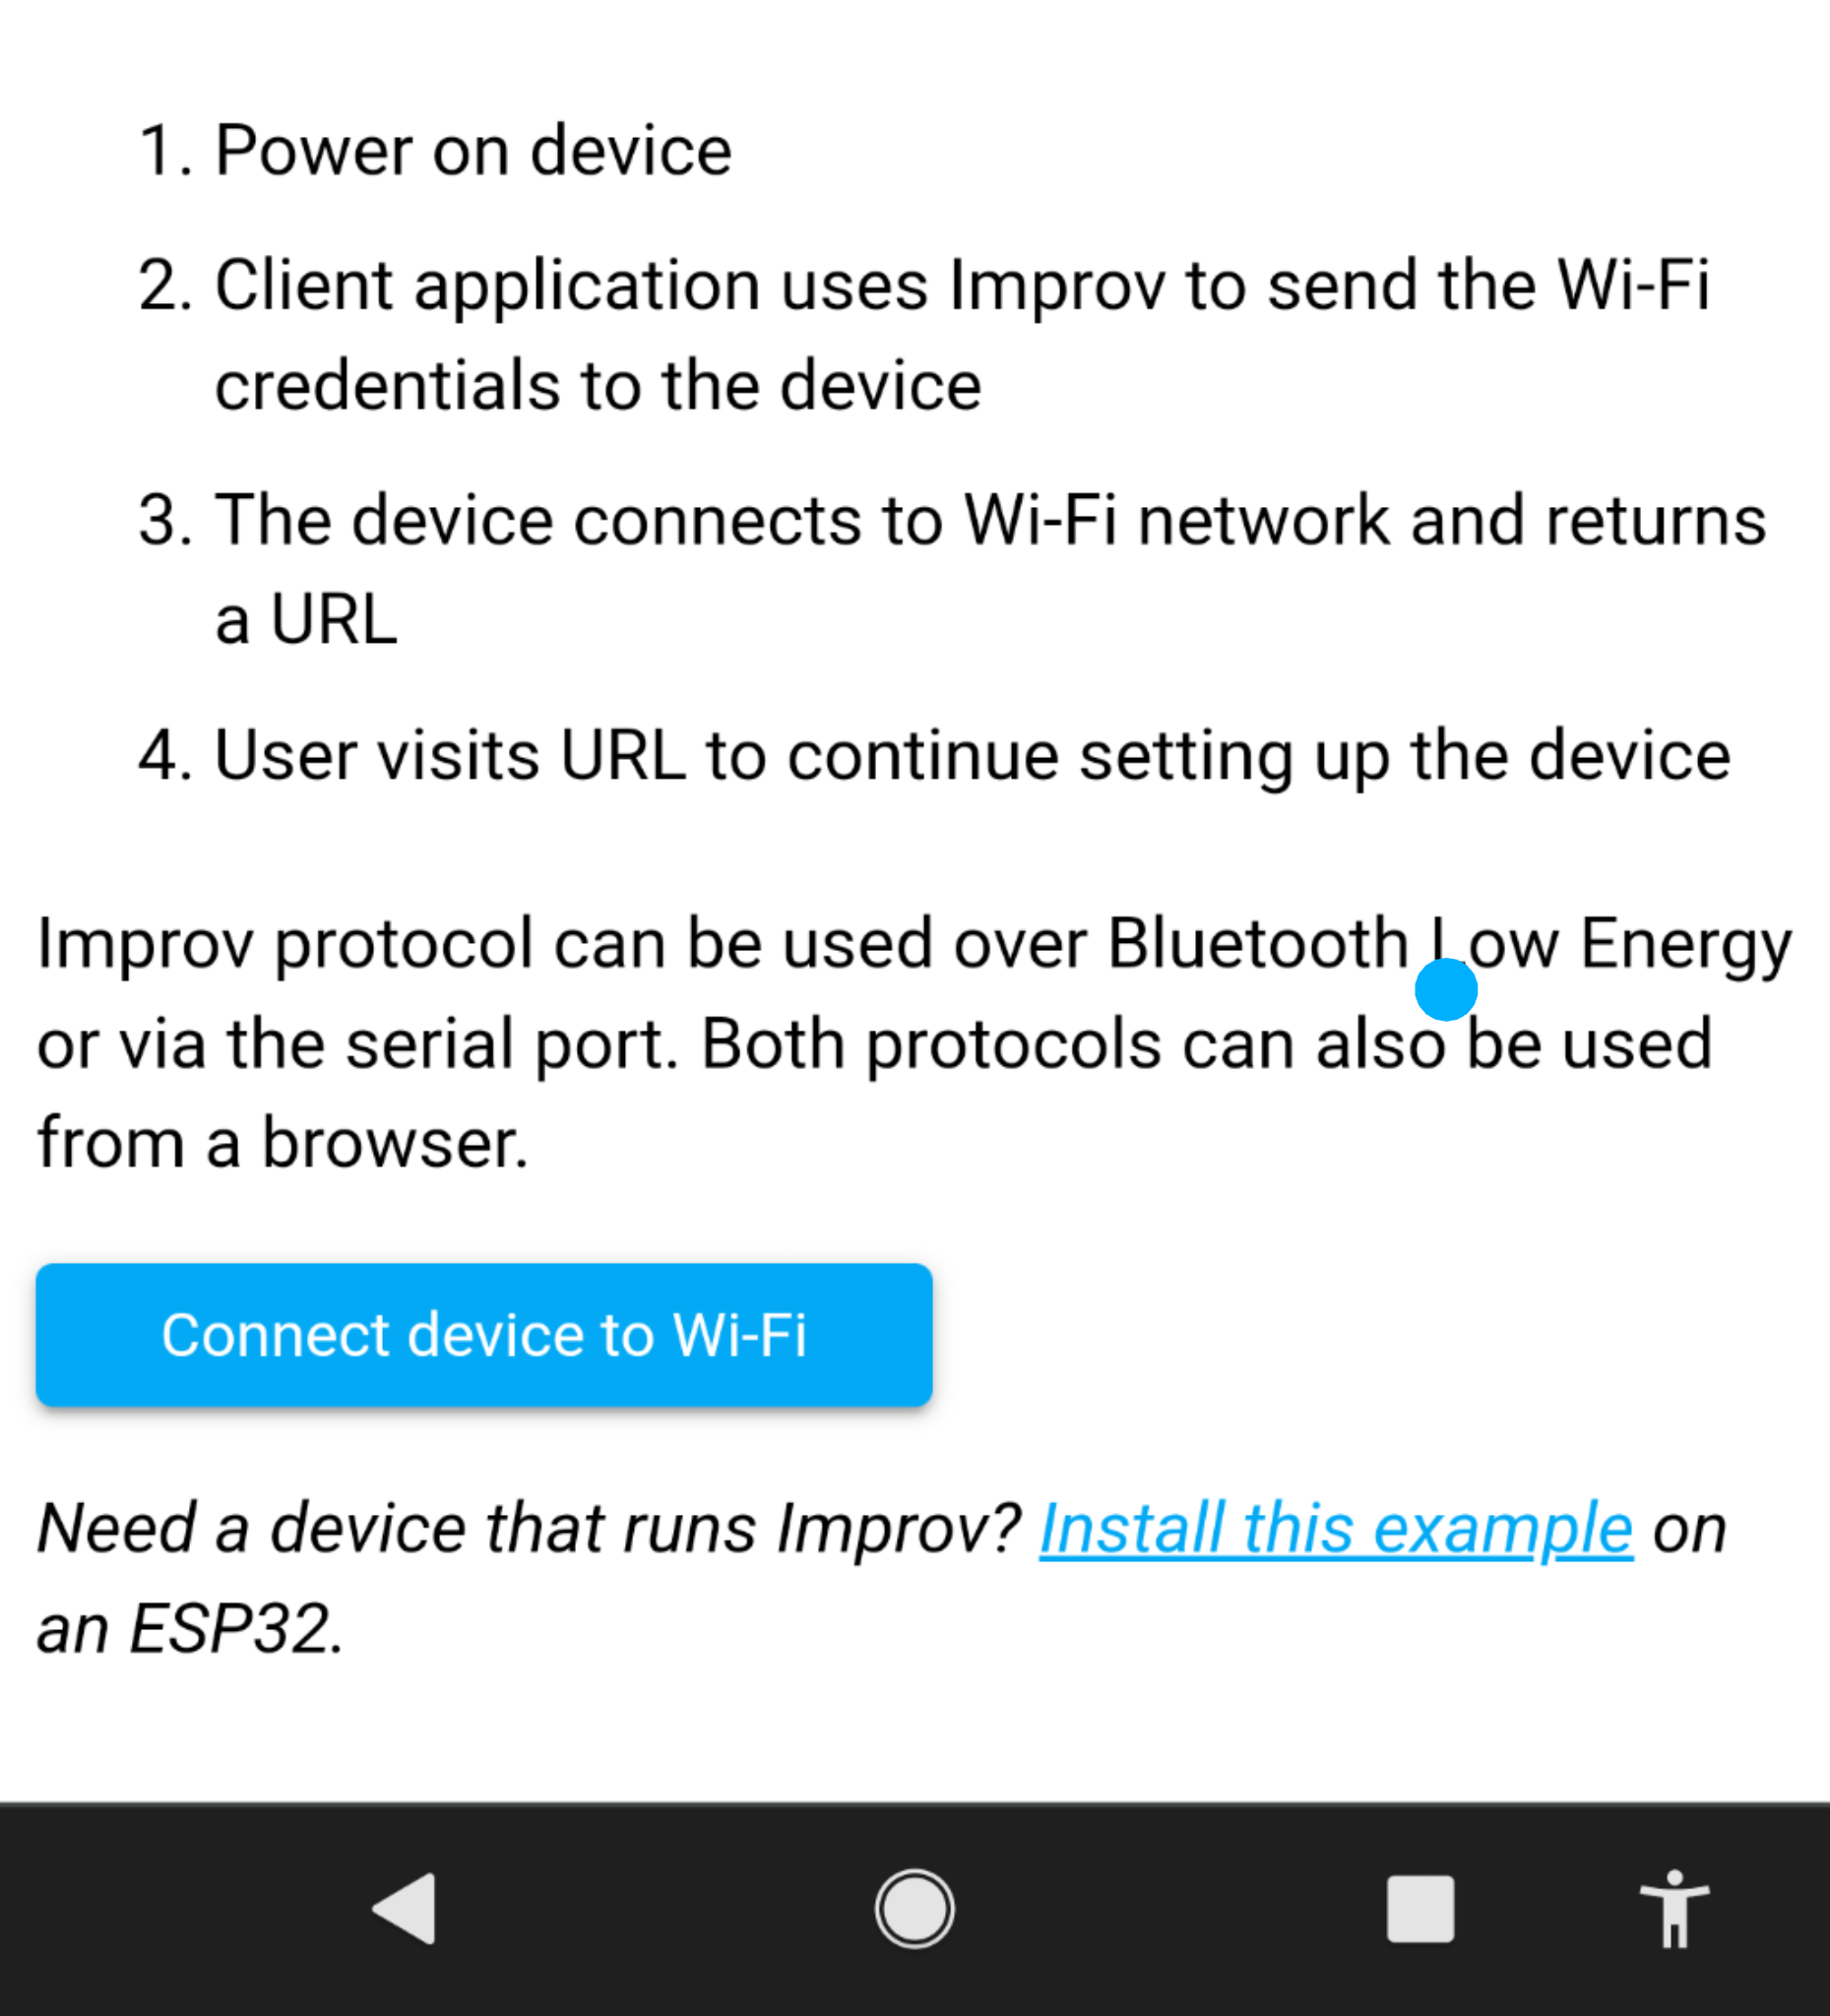 1. Power on device
2. Client application uses Improv to send the Wi-Fi
credentials to the device
3. The device connects to Wi-Fi network and returns
a URL
4. User visits URL to continue setting up the device
Improv protocol can be used over Bluetooth Low Energy
or via the serial port. Both protocols can also be used
from a browser.
Connect device to Wi-Fi
Need a device that runs Improv? Install this example on
an ESP32.